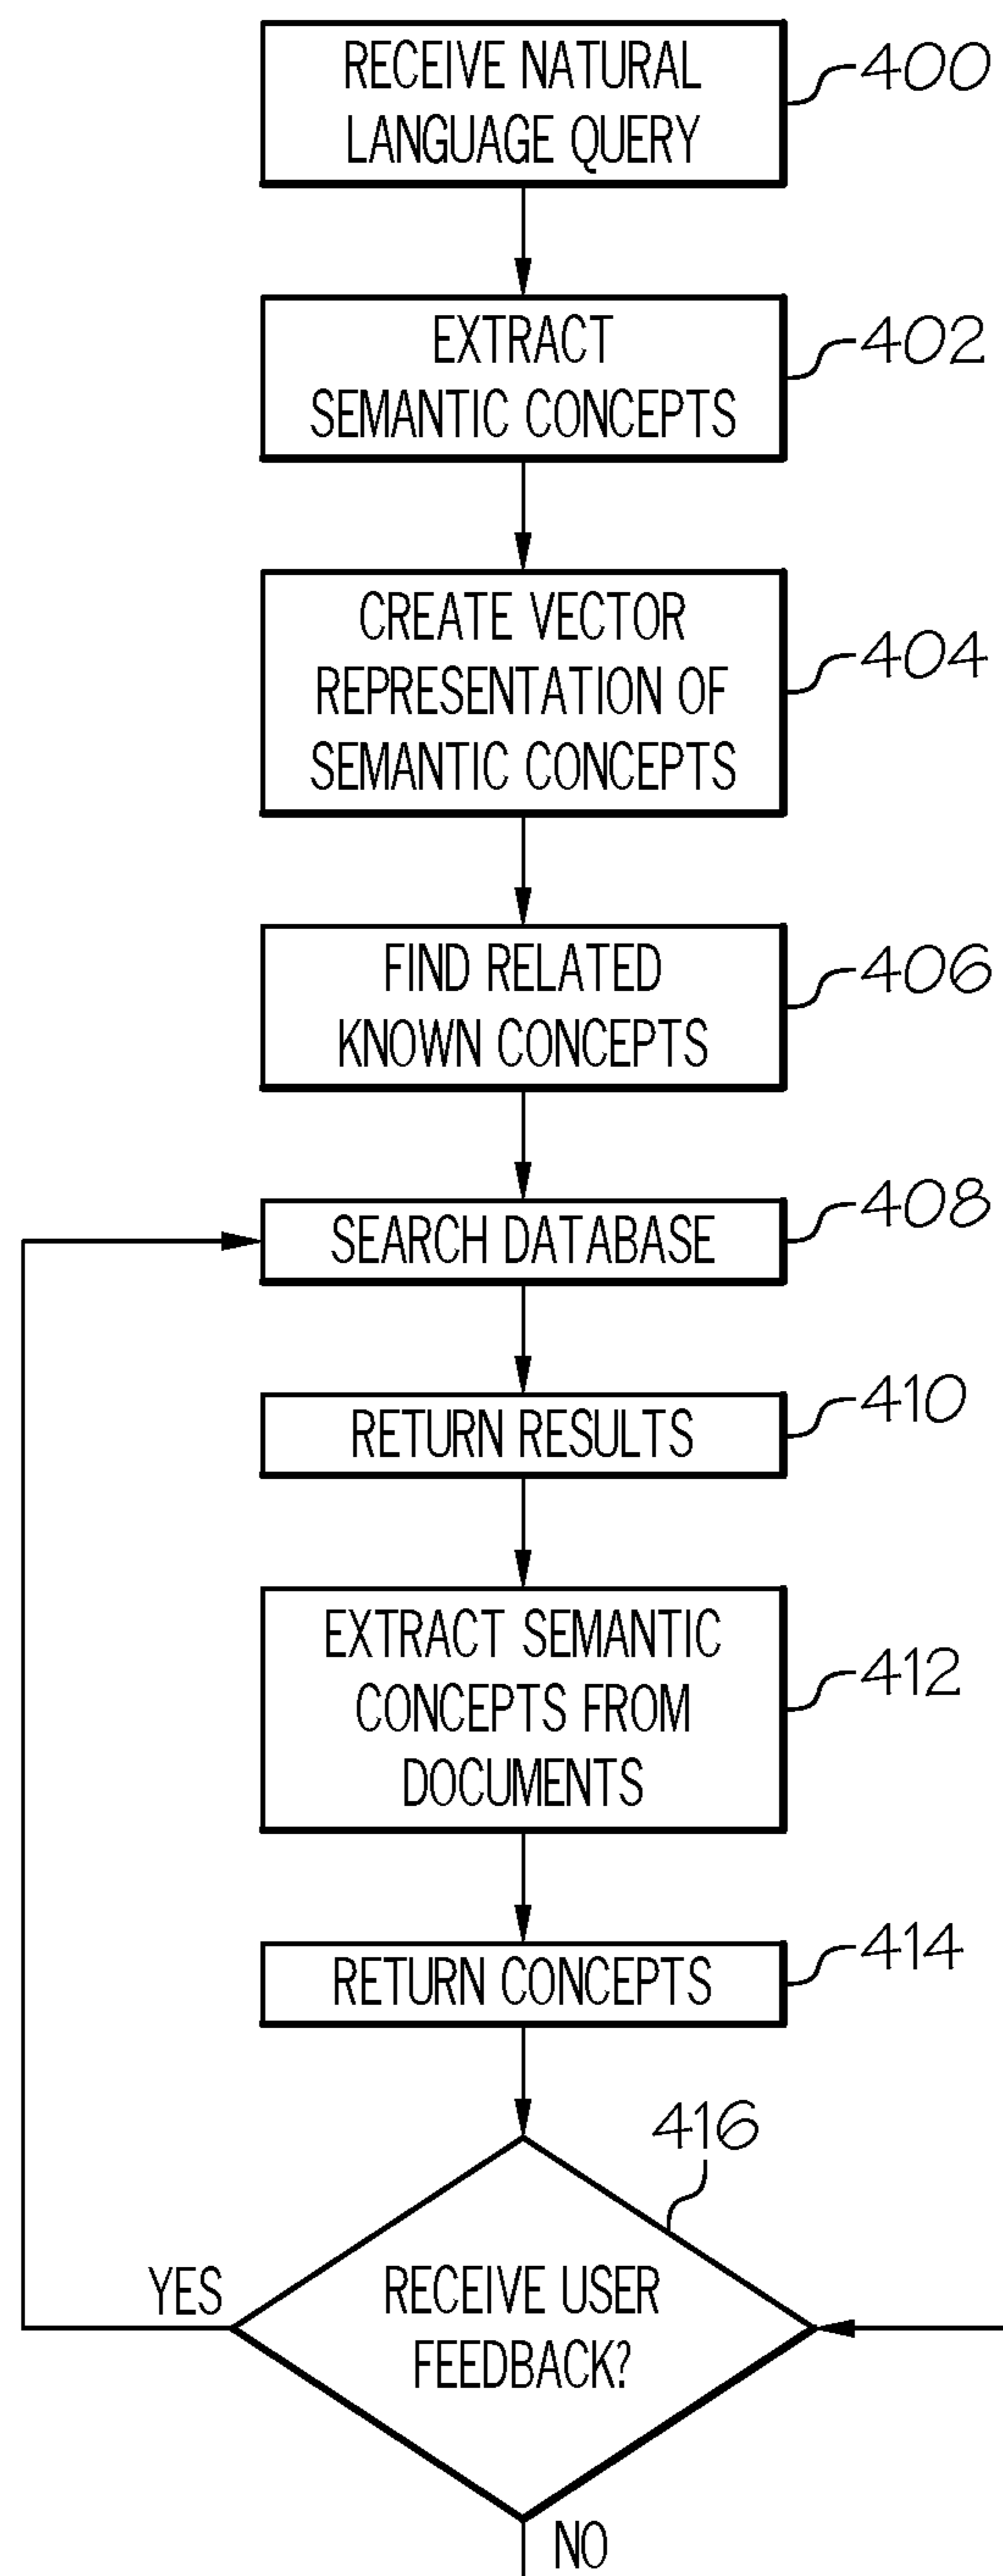 RECEIVE NATURAL
LANGUAGE QUERY
400
EXTRACT
SEMANTIC CONCEPTS
402
CREATE VECTOR
REPRESENTATION OF
SEMANTIC CONCEPTS
404
FIND RELATED
KNOWN CONCEPTS
406
SEARCH DATABASE
408
RETURN RESULTS
410
EXTRACT SEMANTIC
CONCEPTS FROM
DOCUMENTS
412
RETURN CONCEPTS
414
416
YES
RECEIVE USER
FEEDBACK?
NO